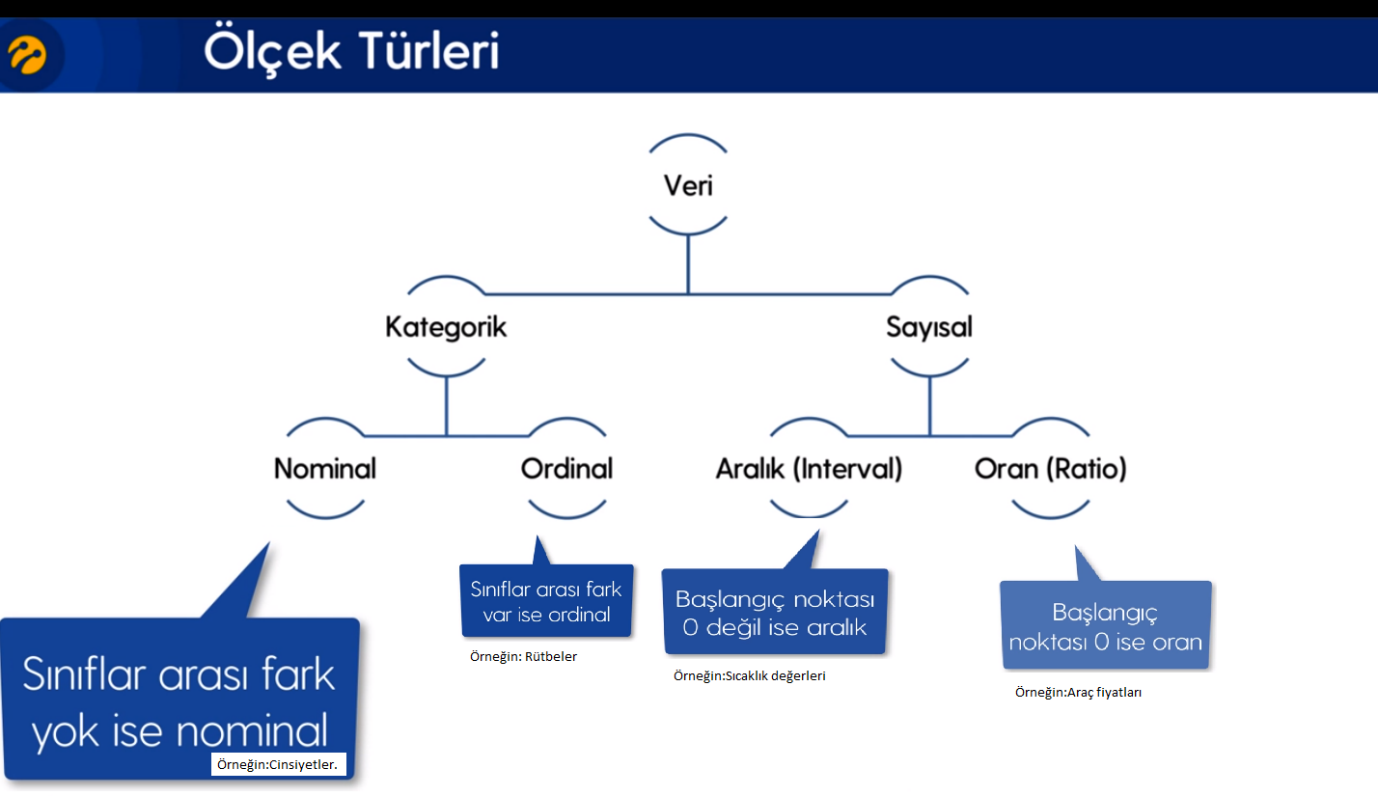 Ölçek Türleri
Veri
Kategorik
Sayısal
Nominal
Ordinal
Aralık (Interval)
Oran (Ratio)
Sınıflar arası fark
yok ise nominal
Örneğin:Cinsiyetler.
Sınıflar arası fark
var ise ordinal
Örneğin: Rütbeler
Başlangıç noktası
0 değil ise aralık
Örneğin:Sıcaklık değerleri
Başlangıç
noktası 0 ise oran
Örneğin:Araç fiyatları